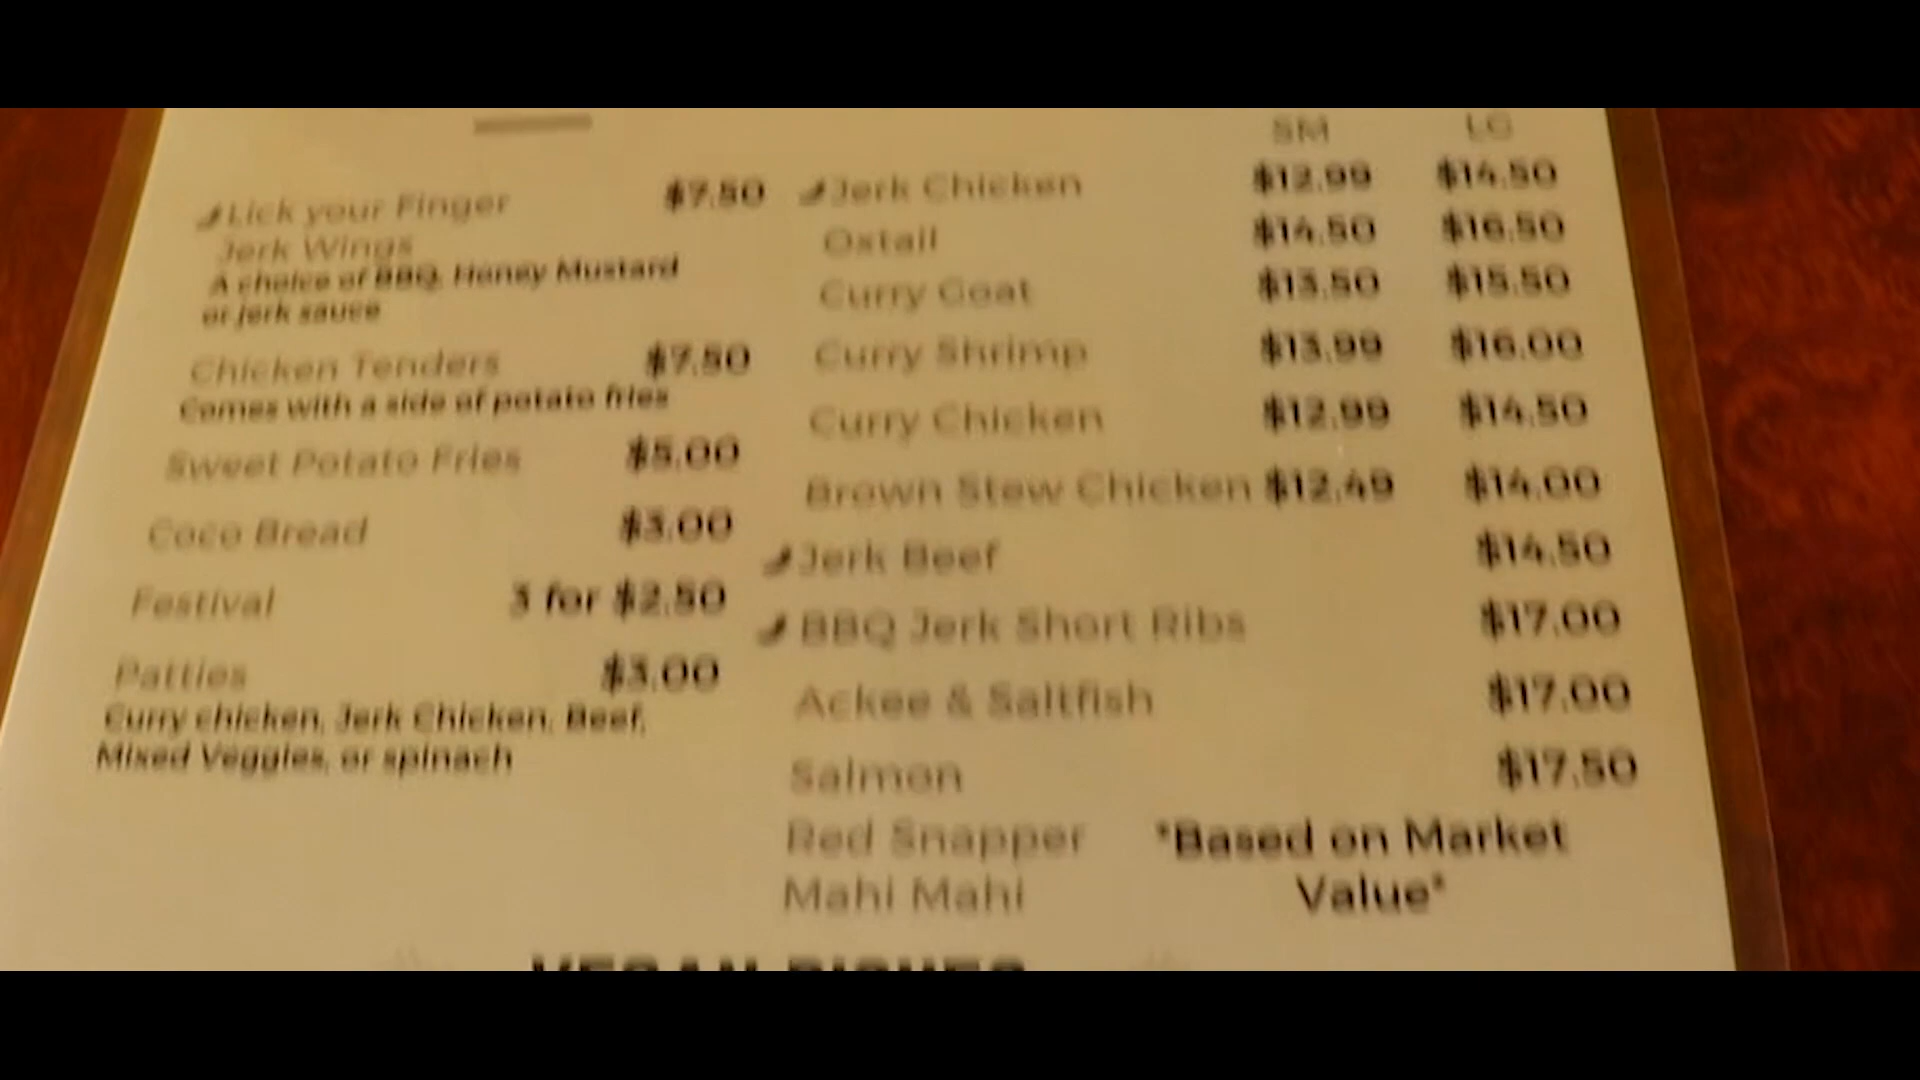 SM LG
Lick your Finger $7.50
Jerk Wings
A choice of BBQ, Honey Mustard
or jerk sauce
Chicken Tenders $7.50
Comes with a side of potato fries
Sweet Potato Fries $5.00
Coco Bread $3.00
Festival 3 for $2.50
Patties $3.00
Curry chicken, Jerk Chicken, Beef,
Mixed Veggies, or spinach
Jerk Chicken $12.99 $14.50
Oxtail $14.50 $16.50
Curry Goat $13.50 $15.50
Curry Shrimp $13.99 $16.00
Curry Chicken $12.99 $14.50
Brown Stew Chicken $12.49 $14.00
Jerk Beef $14.50
BBQ Jerk Short Ribs $17.00
Ackee & Saltfish $17.00
Salmon $17.50
Red Snapper *Based on Market
Mahi Mahi Value*
VEGAN DISHES